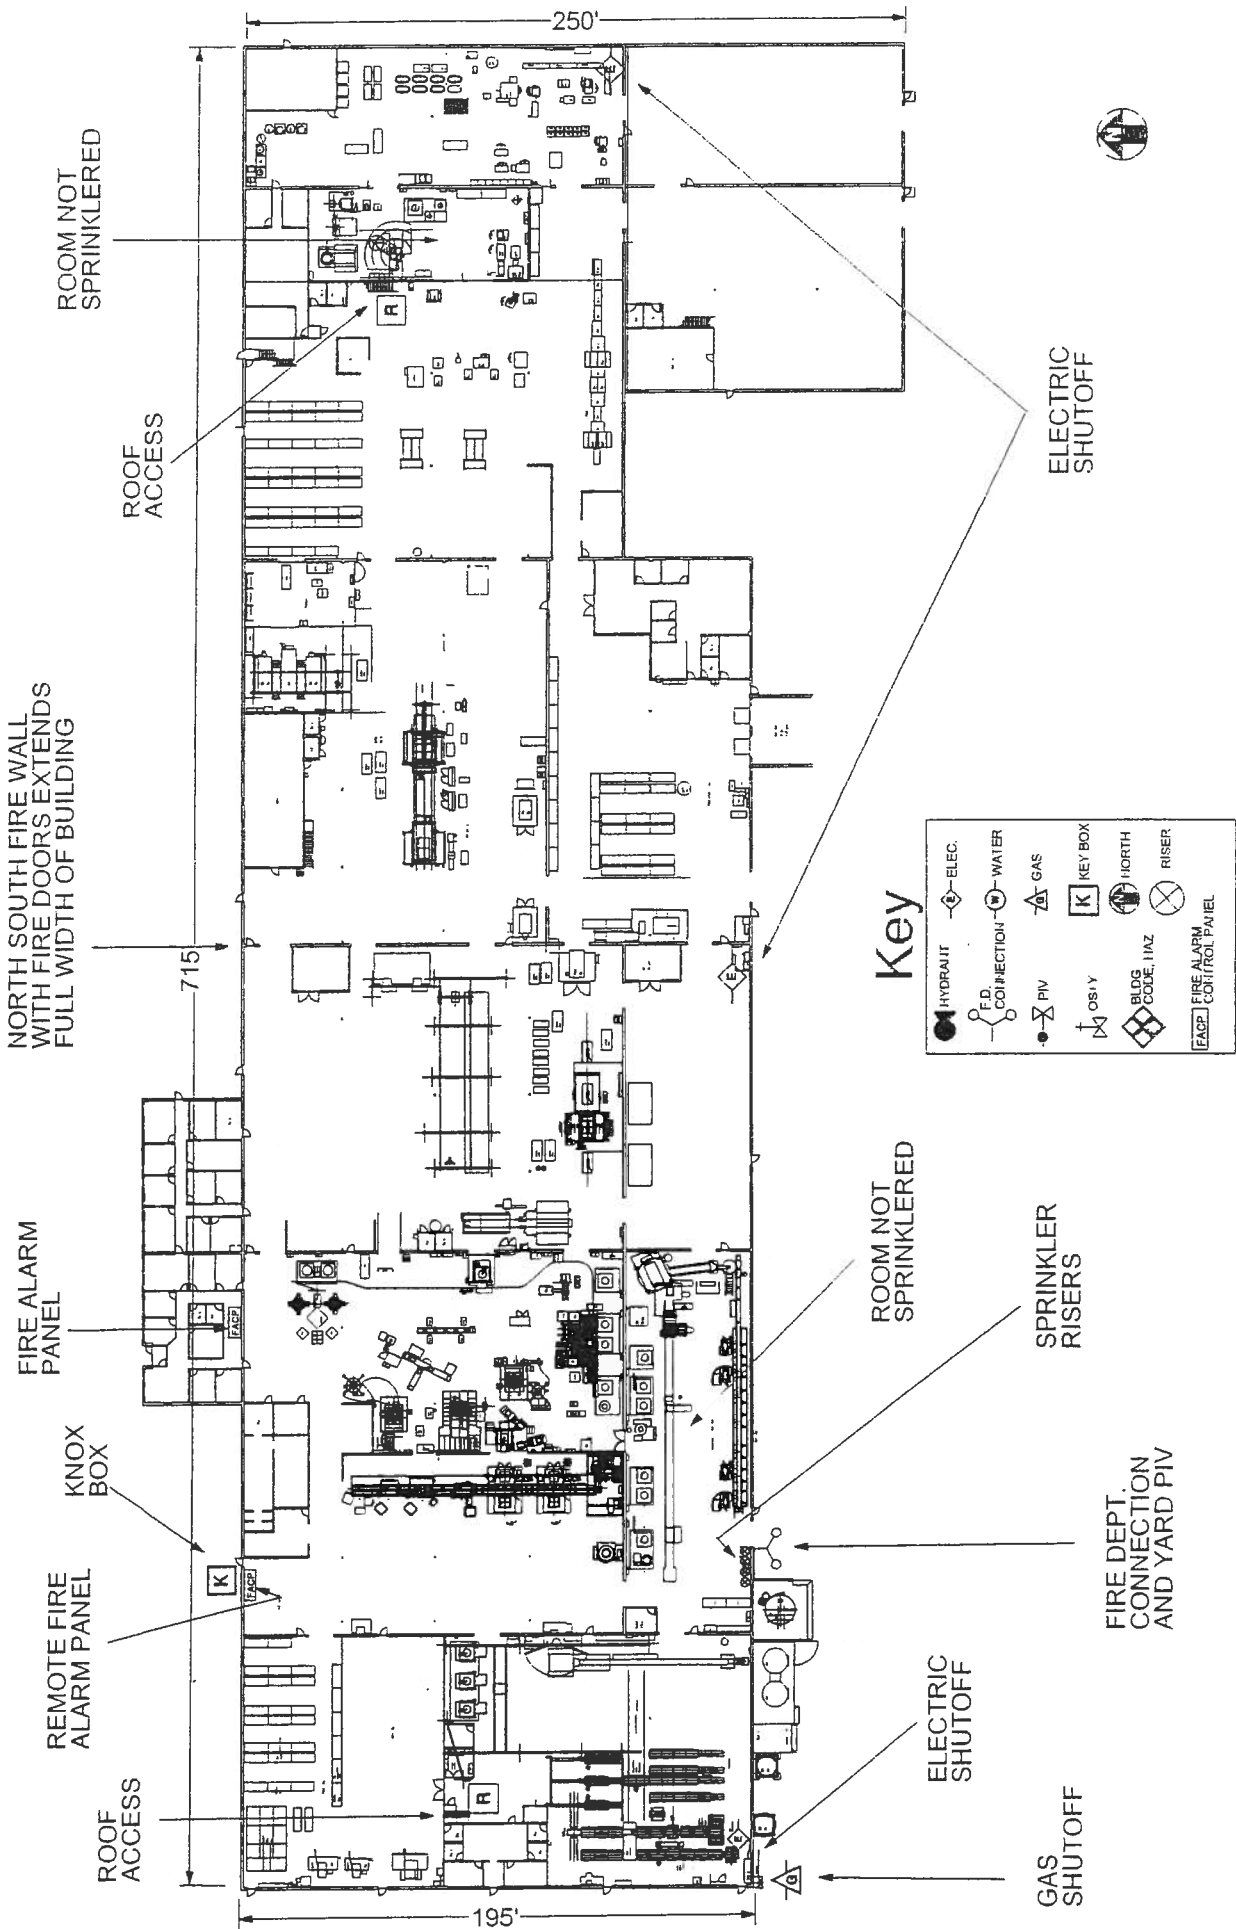 250'
ROOM NOT
SPRINKLERED
ROOF
ACCESS
R
E
N
ELECTRIC
SHUTOFF
NORTH SOUTH FIRE WALL
WITH FIRE DOORS EXTENDS
FULL WIDTH OF BUILDING
715'
E
FIRE ALARM
PANEL
FACP
KNOX
BOX
K
REMOTE FIRE
ALARM PANEL
FACP
ROOF
ACCESS
R
195'
ROOM NOT
SPRINKLERED
SPRINKLER
RISERS
FIRE DEPT.
CONNECTION
AND YARD PIV
ELECTRIC
SHUTOFF
E
GAS
SHUTOFF
G
Key
HYDRANT
F.D.
CONNECTION
PIV
OS&Y
BLDG
CODE, HAZ
FACP
FIRE ALARM
CONTROL PANEL
E
ELEC.
W
WATER
G
GAS
K
KEY BOX
N
NORTH
RISER